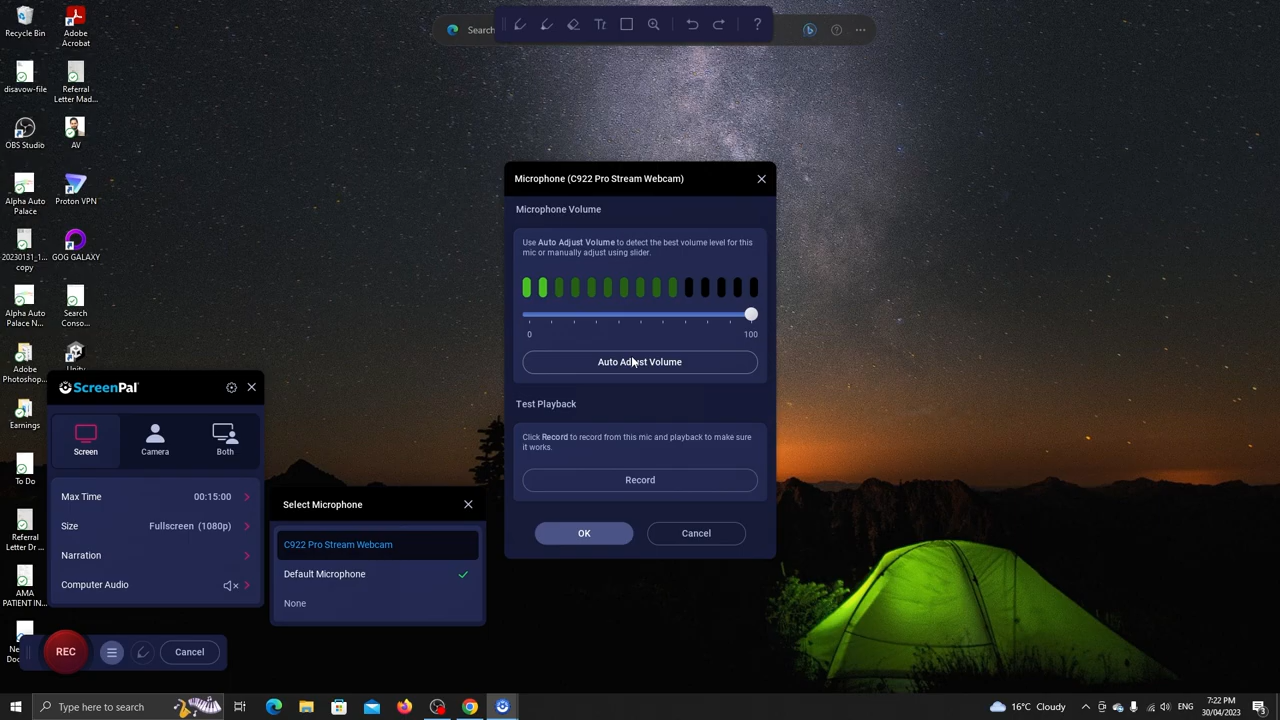 Recycle Bin
Adobe
Acrobat
Search
Tt
?
?
disavow-file
Referral
Letter Mad...
OBS Studio
AV
Alpha Auto
Palace
Proton VPN
20230131_1...
copy
GOG GALAXY
Alpha Auto
Palace N...
Search
Conso...
Adobe
Photoshop...
Unity
Earnings
To Do
Referral
Letter Dr ...
AMA
PATIENT IN...
ScreenPal
Screen
Camera
Both
Max Time
00:15:00
Size
Fullscreen (1080p)
Narration
Computer Audio
REC
Cancel
Select Microphone
C922 Pro Stream Webcam
Default Microphone
None
Microphone (C922 Pro Stream Webcam)
Microphone Volume
Use Auto Adjust Volume to detect the best volume level for this
mic or manually adjust using slider.
0
100
Auto Adjust Volume
Test Playback
Click Record to record from this mic and playback to make sure
it works.
Record
OK
Cancel
Type here to search
16°C Cloudy
ENG
7:22 PM
30/04/2023